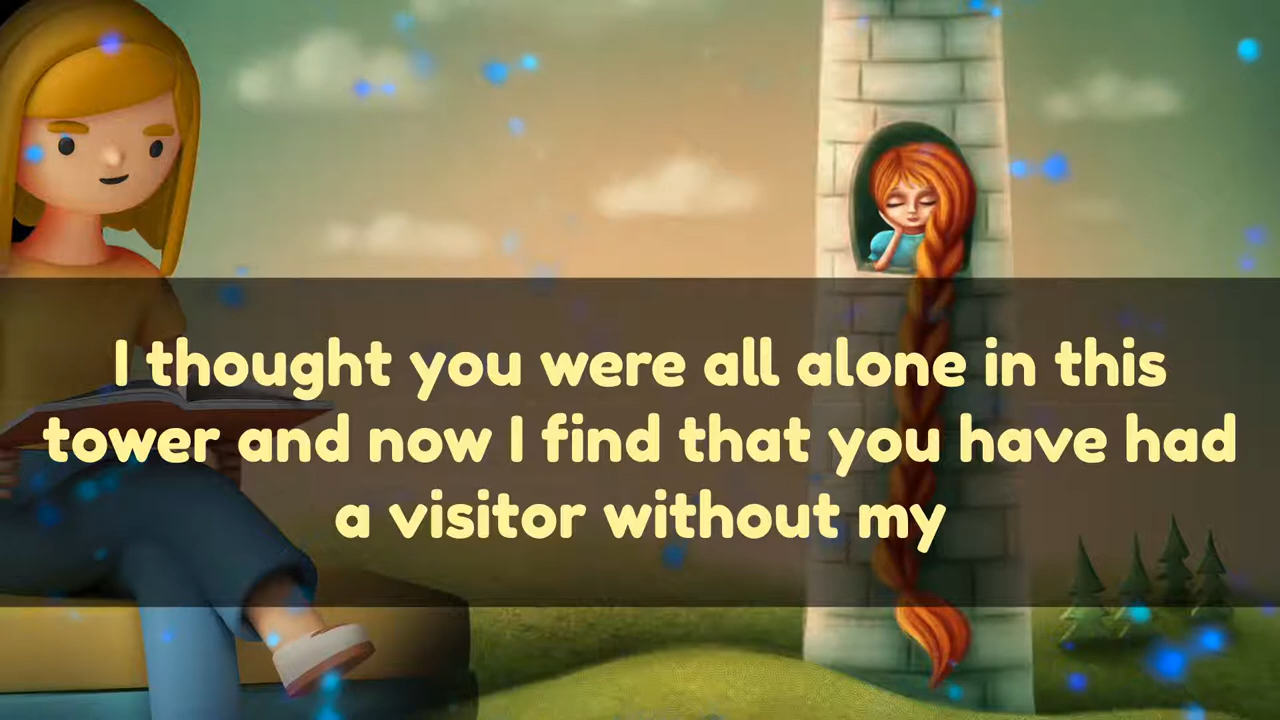 I thought you were all alone in this
tower and now I find that you have had
a visitor without my